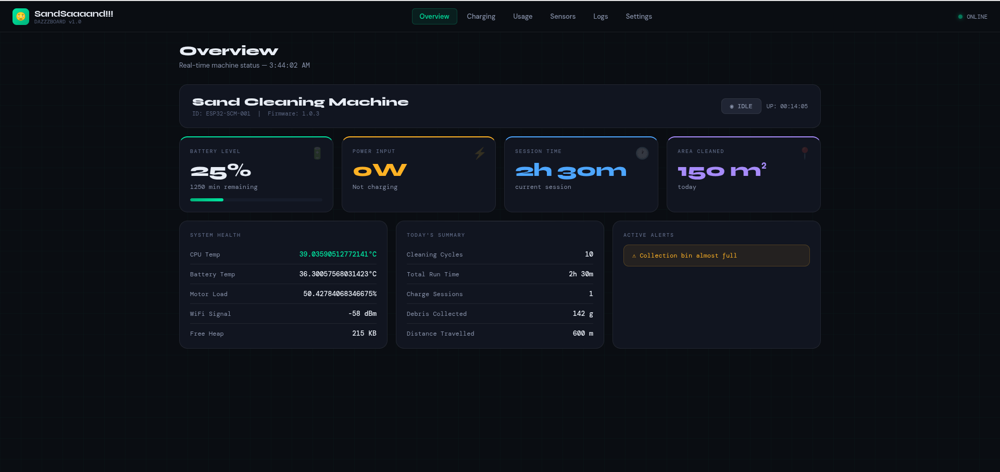 SandSaaaand!!!
DAZZZBOARD v1.0
Overview
Charging
Usage
Sensors
Logs
Settings
ONLINE
Overview
Real-time machine status — 3:44:02 AM
Sand Cleaning Machine
ID: ESP32-SCM-001 | Firmware: 1.0.3
◉ IDLE
UP: 00:14:05
BATTERY LEVEL
25%
1250 min remaining
POWER INPUT
0W
Not charging
SESSION TIME
2h 30m
current session
AREA CLEANED
150 m²
today
SYSTEM HEALTH
CPU Temp 39.03590512772141°C
Battery Temp 36.30057568031423°C
Motor Load 50.42784068346675%
WiFi Signal -58 dBm
Free Heap 215 KB
TODAY'S SUMMARY
Cleaning Cycles 10
Total Run Time 2h 30m
Charge Sessions 1
Debris Collected 142 g
Distance Travelled 600 m
ACTIVE ALERTS
⚠ Collection bin almost full